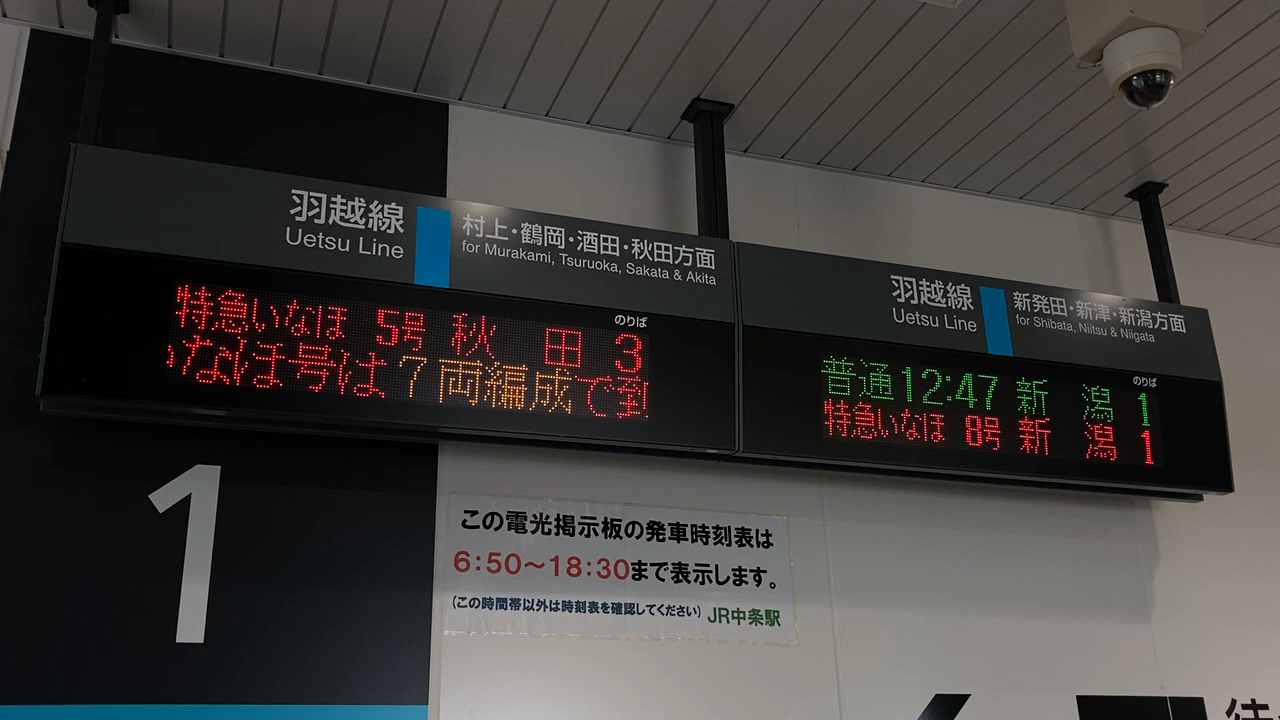 羽越線
Uetsu Line
村上・鶴岡・酒田・秋田方面
for Murakami, Tsuruoka, Sakata & Akita
のりば
特急いなほ 5号 秋 田 3
いなほ号は7両編成で到
羽越線
Uetsu Line
新発田・新津・新潟方面
for Shibata, Niitsu & Niigata
のりば
普通12:47 新 潟 1
特急いなほ 8号 新 潟 1
1
この電光掲示板の発車時刻表は
6:50～18:30まで表示します。
(この時間帯以外は時刻表を確認してください) JR中条駅